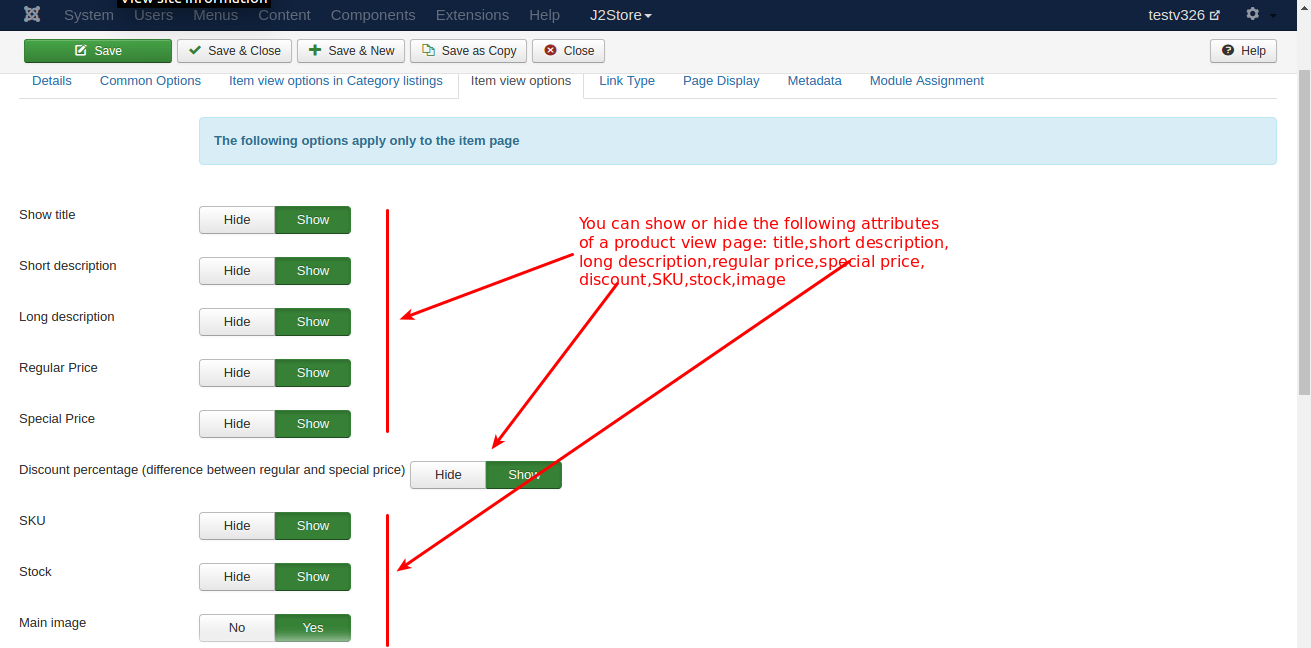 View site information
System Users Menus Content Components Extensions Help J2Store testv326
Save Save & Close Save & New Save as Copy Close Help
Details Common Options Item view options in Category listings Item view options Link Type Page Display Metadata Module Assignment
The following options apply only to the item page
Show title Hide Show
You can show or hide the following attributes
of a product view page: title,short description,
long description,regular price,special price,
discount,SKU,stock,image
Short description Hide Show
Long description Hide Show
Regular Price Hide Show
Special Price Hide Show
Discount percentage (difference between regular and special price) Hide Show
SKU Hide Show
Stock Hide Show
Main image No Yes